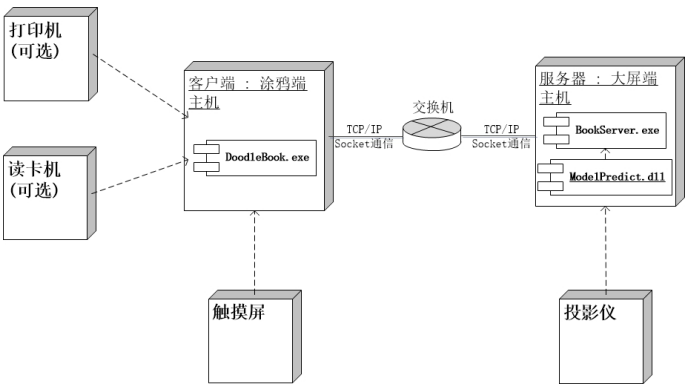 打印机
(可选)
读卡机
(可选)
客户端 : 涂鸦端
主机
DoodleBook.exe
触摸屏
TCP/IP
Socket通信
交换机
TCP/IP
Socket通信
服务器 : 大屏端
主机
BookServer.exe
ModelPredict.dll
投影仪